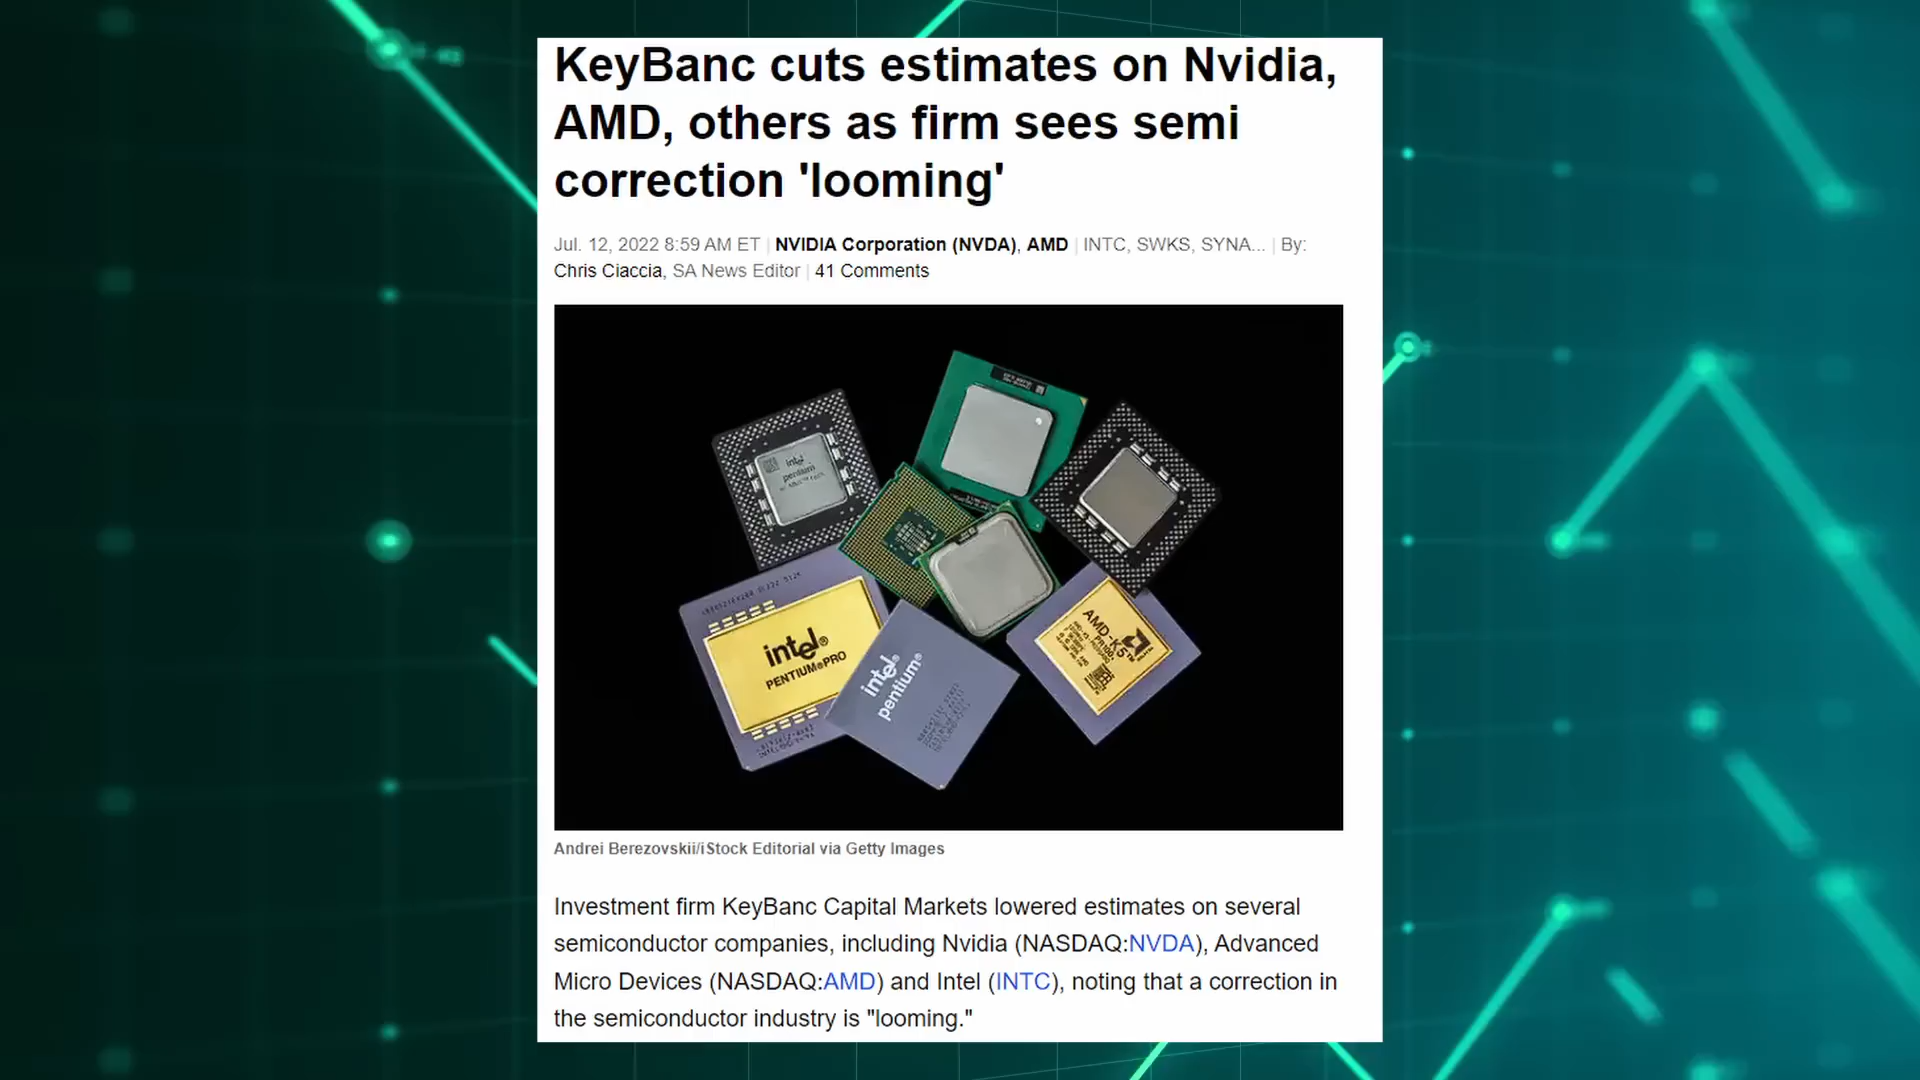 KeyBanc cuts estimates on Nvidia,
AMD, others as firm sees semi
correction 'looming'
Jul. 12, 2022 8:59 AM ET | NVIDIA Corporation (NVDA), AMD | INTC, SWKS, SYNA... | By:
Chris Ciaccia, SA News Editor | 41 Comments
intel
pentium
intel®
PENTIUM®PRO
intel®
pentium®
AMD-K5™
Andrei Berezovskii/iStock Editorial via Getty Images
Investment firm KeyBanc Capital Markets lowered estimates on several
semiconductor companies, including Nvidia (NASDAQ:NVDA), Advanced
Micro Devices (NASDAQ:AMD) and Intel (INTC), noting that a correction in
the semiconductor industry is "looming."